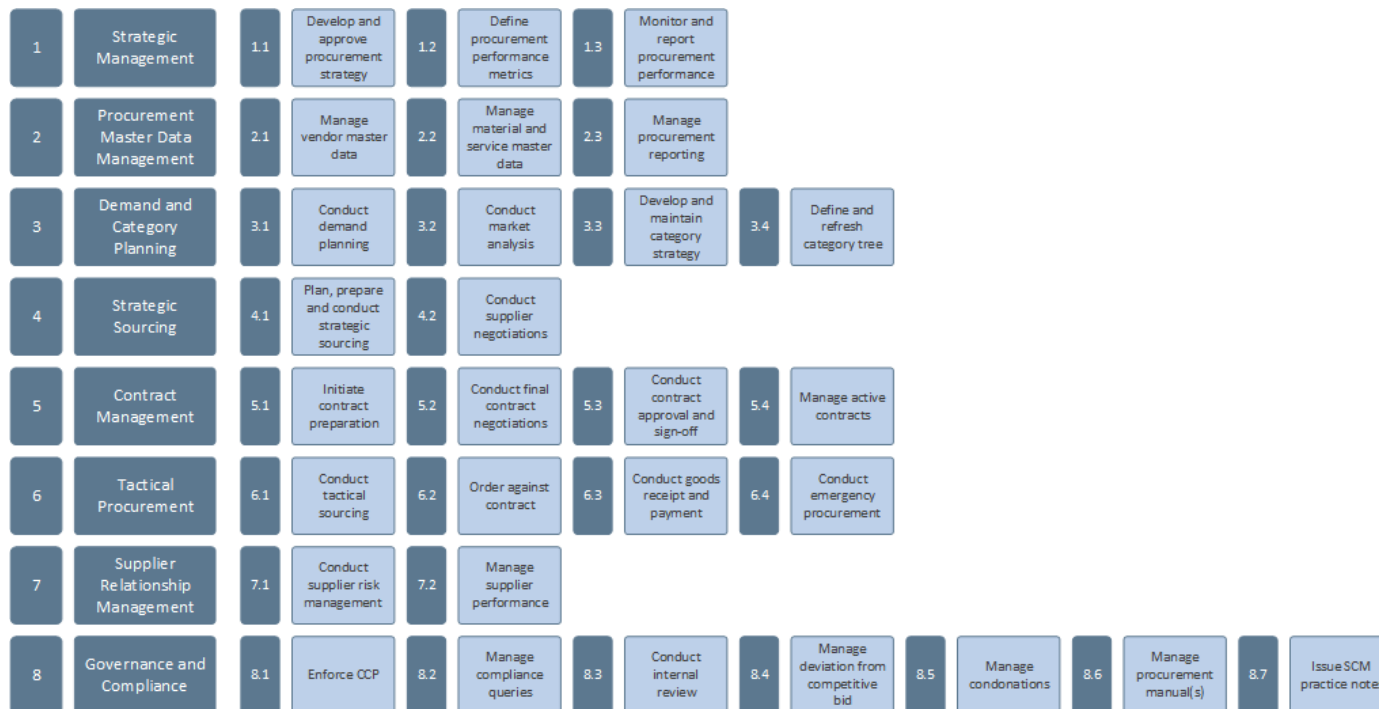 1
Strategic
Management
1.1
Develop and
approve
procurement
strategy
1.2
Define
procurement
performance
metrics
1.3
Monitor and
report
procurement
performance
2
Procurement
Master Data
Management
2.1
Manage
vendor master
data
2.2
Manage
material and
service master
data
2.3
Manage
procurement
reporting
3
Demand and
Category
Planning
3.1
Conduct
demand
planning
3.2
Conduct
market
analysis
3.3
Develop and
maintain
category
strategy
3.4
Define and
refresh
category tree
4
Strategic
Sourcing
4.1
Plan, prepare
and conduct
strategic
sourcing
4.2
Conduct
supplier
negotiations
5
Contract
Management
5.1
Initiate
contract
preparation
5.2
Conduct final
contract
negotiations
5.3
Conduct
contract
approval and
sign-off
5.4
Manage active
contracts
6
Tactical
Procurement
6.1
Conduct
tactical
sourcing
6.2
Order against
contract
6.3
Conduct goods
receipt and
payment
6.4
Conduct
emergency
procurement
7
Supplier
Relationship
Management
7.1
Conduct
supplier risk
management
7.2
Manage
supplier
performance
8
Governance and
Compliance
8.1
Enforce CCP
8.2
Manage
compliance
queries
8.3
Conduct
internal
review
8.4
Manage
deviation from
competitive
bid
8.5
Manage
condonations
8.6
Manage
procurement
manual(s)
8.7
Issue SCM
practice note